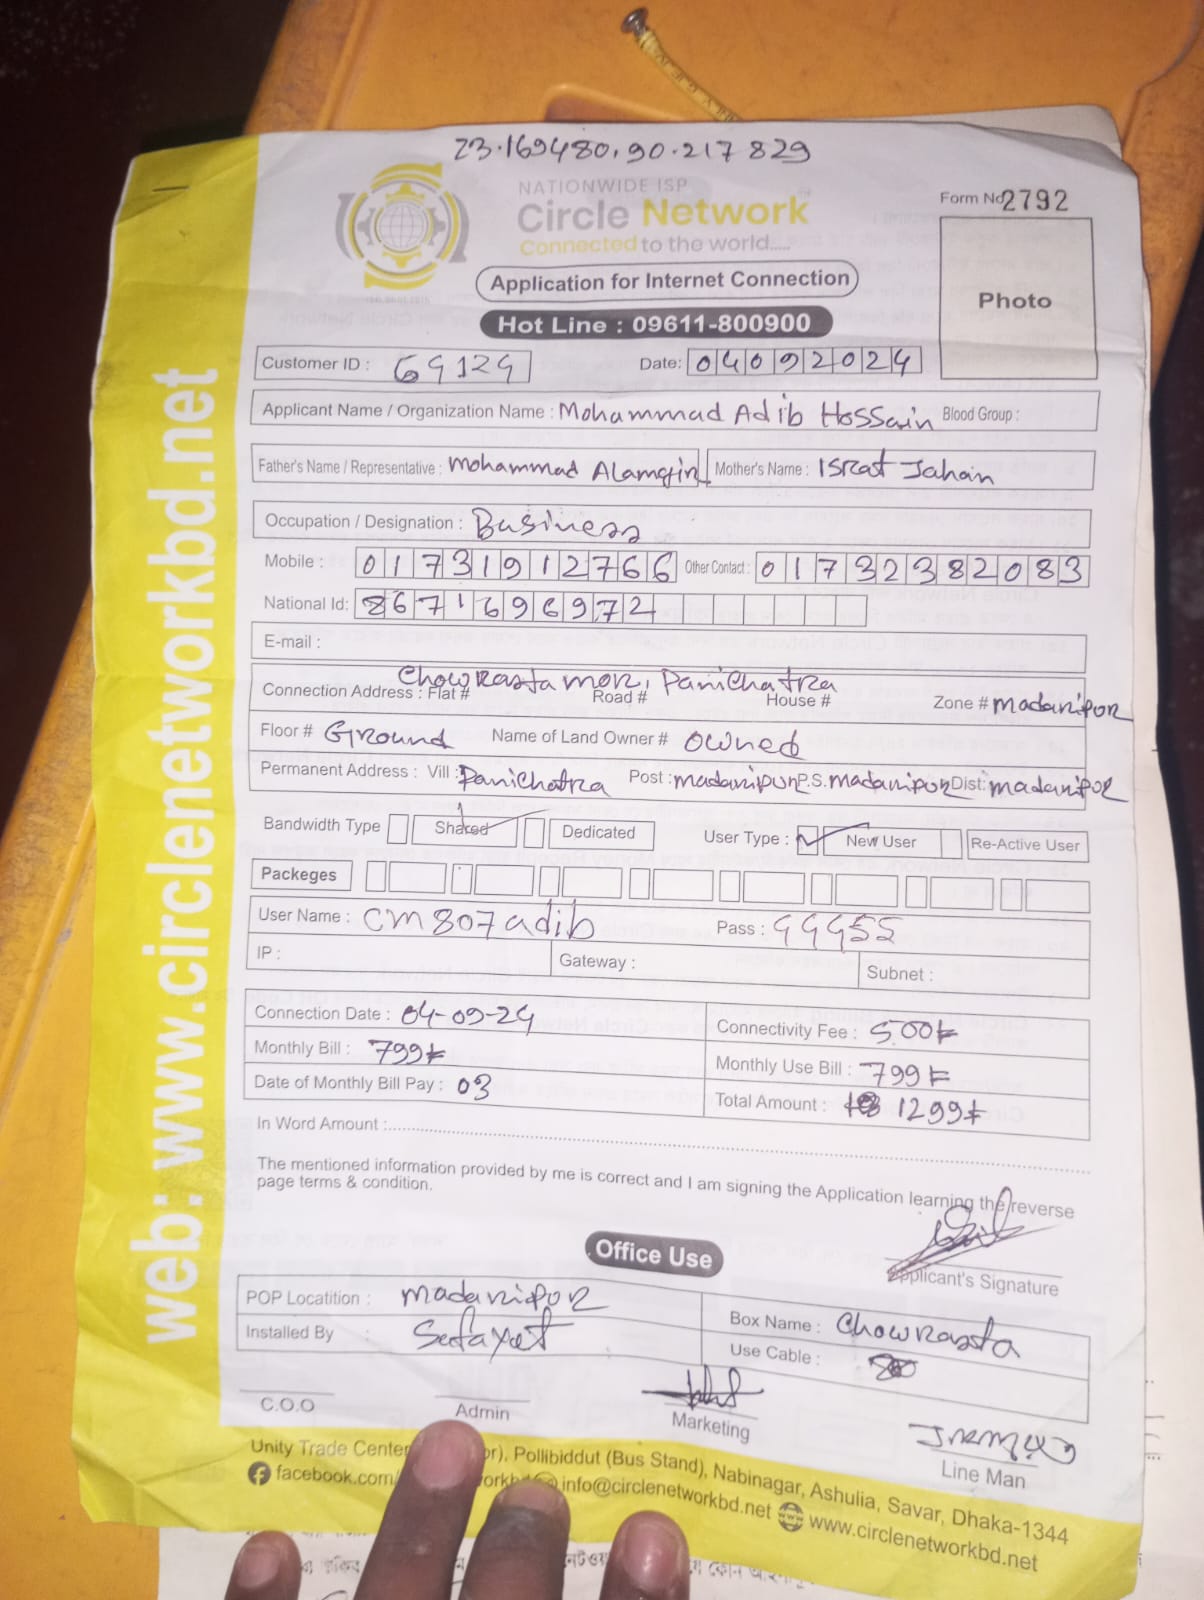 23.169480, 90.217829
NATIONWIDE ISP
Circle Network
Connected to the world.....
Form No 2792
Photo
Application for Internet Connection
Hot Line : 09611-800900
Customer ID : 69129 Date: 04092024
Applicant Name / Organization Name : Mohammad Adib Hossain Blood Group :
Father's Name / Representative : Mohammad Alamgir Mother's Name : Israt Jahan
Occupation / Designation : Business
Mobile : 01731912766 Other Contact : 01732382083
National Id: 8671696972
E-mail :
Chowrastamor, Panichatra
Connection Address : Flat # Road # House # Zone # Madaripor
Floor # Ground Name of Land Owner # owned
Permanent Address : Vill : Panichatra Post : Madaripur P.S. Madaripur Dist: Madaripor
Bandwidth Type Shared Dedicated User Type : New User Re-Active User
Packeges
User Name : CM807adib Pass : 99955
IP : Gateway : Subnet :
Connection Date : 04-09-24 Connectivity Fee : 500/=
Monthly Bill : 799/= Monthly Use Bill : 799/=
Date of Monthly Bill Pay : 03 Total Amount : 1299/=
In Word Amount :
The mentioned information provided by me is correct and I am signing the Application learning the reverse
page terms & condition.
Applicant's Signature
Office Use
POP Locatition : Madaripor Box Name : Chowrasta
Installed By : Sefayet Use Cable :
C.O.O Admin Marketing Line Man
Unity Trade Center Pollibiddut (Bus Stand), Nabinagar, Ashulia, Savar, Dhaka-1344
facebook.com/ info@circlenetworkbd.net www.circlenetworkbd.net
web: www.circlenetworkbd.net